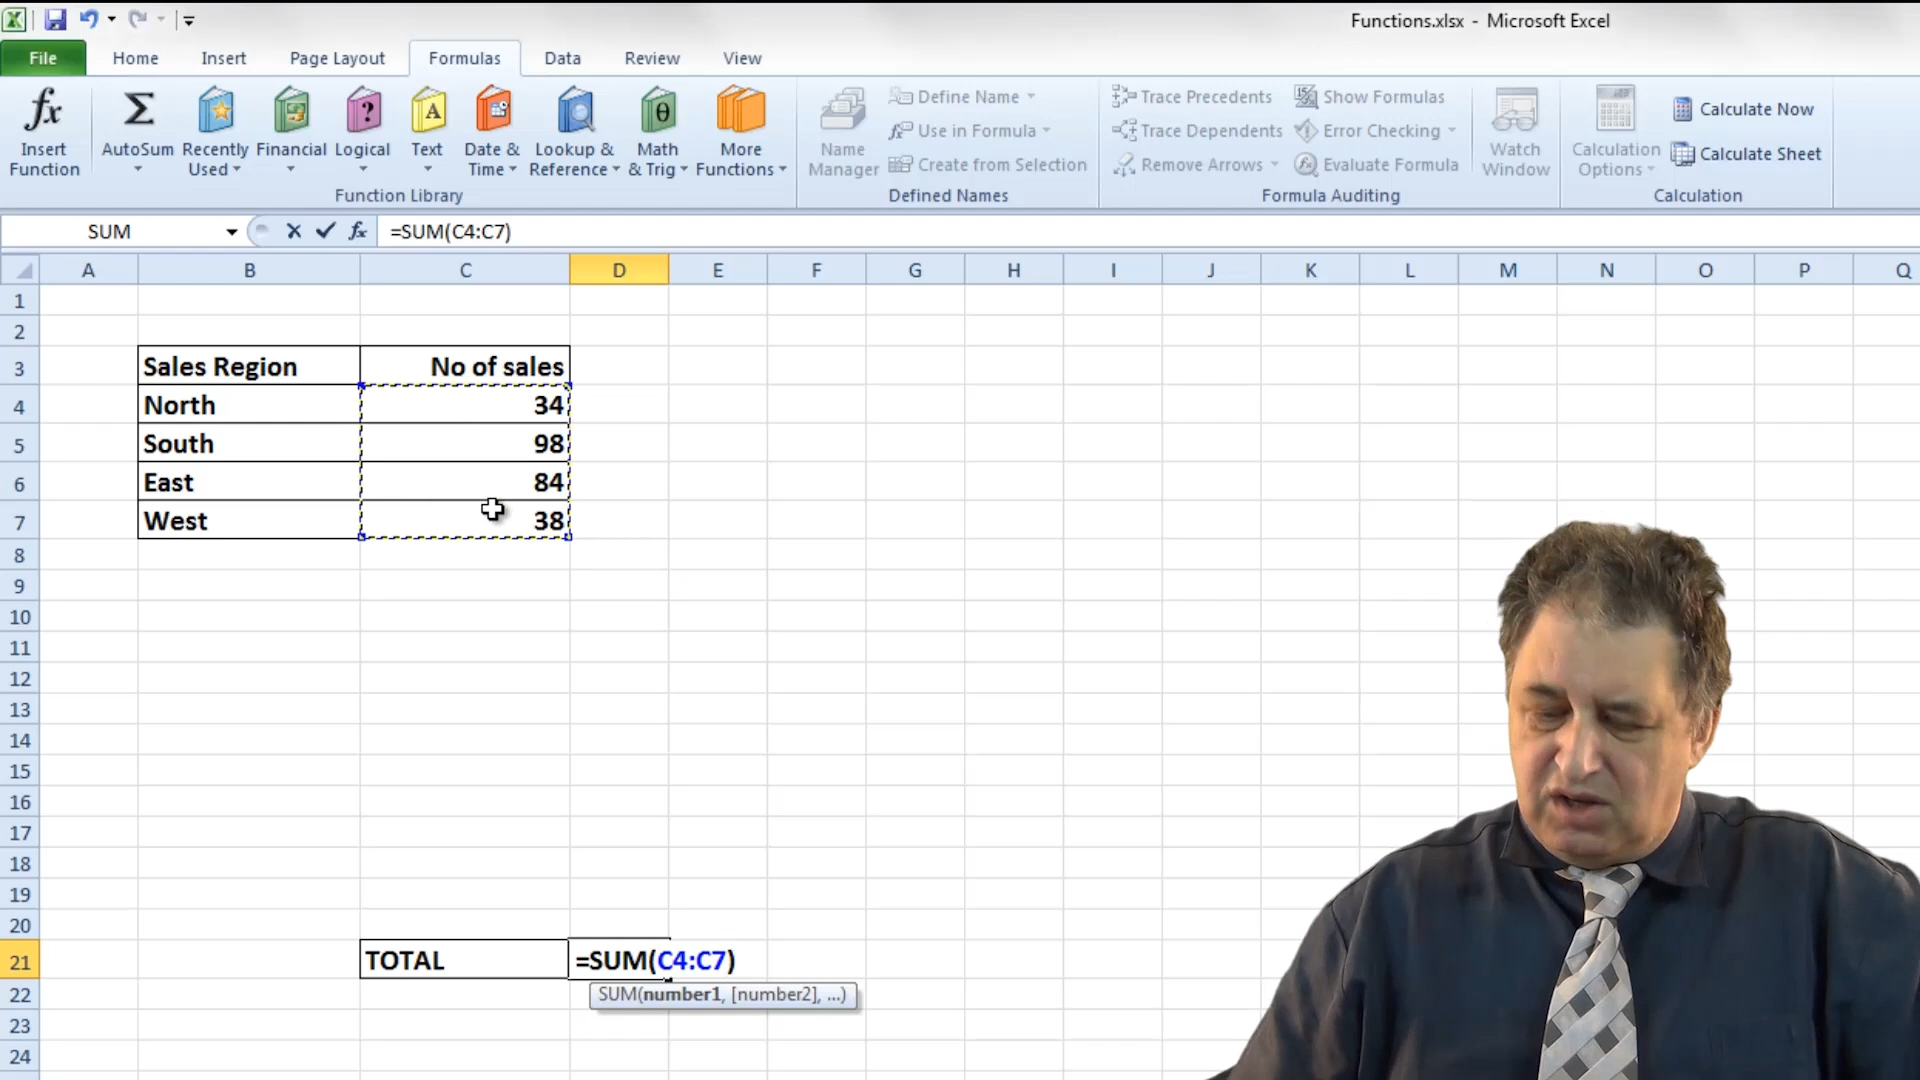 Functions.xlsx - Microsoft Excel
File Home Insert Page Layout Formulas Data Review View
fx Σ ? A θ
Insert Function AutoSum Recently Used Financial Logical Text Date & Time Lookup & Reference Math & Trig More Functions
Function Library
Name Manager Define Name Use in Formula Create from Selection
Defined Names
Trace Precedents Show Formulas
Trace Dependents Error Checking
Remove Arrows Evaluate Formula
Watch Window
Formula Auditing
Calculation Options Calculate Now Calculate Sheet
Calculation
SUM fx =SUM(C4:C7)
A B C D E F G H I J K L M N O P Q
1
2
3 Sales Region No of sales
4 North 34
5 South 98
6 East 84
7 West 38
8
9
10
11
12
13
14
15
16
17
18
19
20
21 TOTAL =SUM(C4:C7)
22 SUM(number1, [number2], ...)
23
24